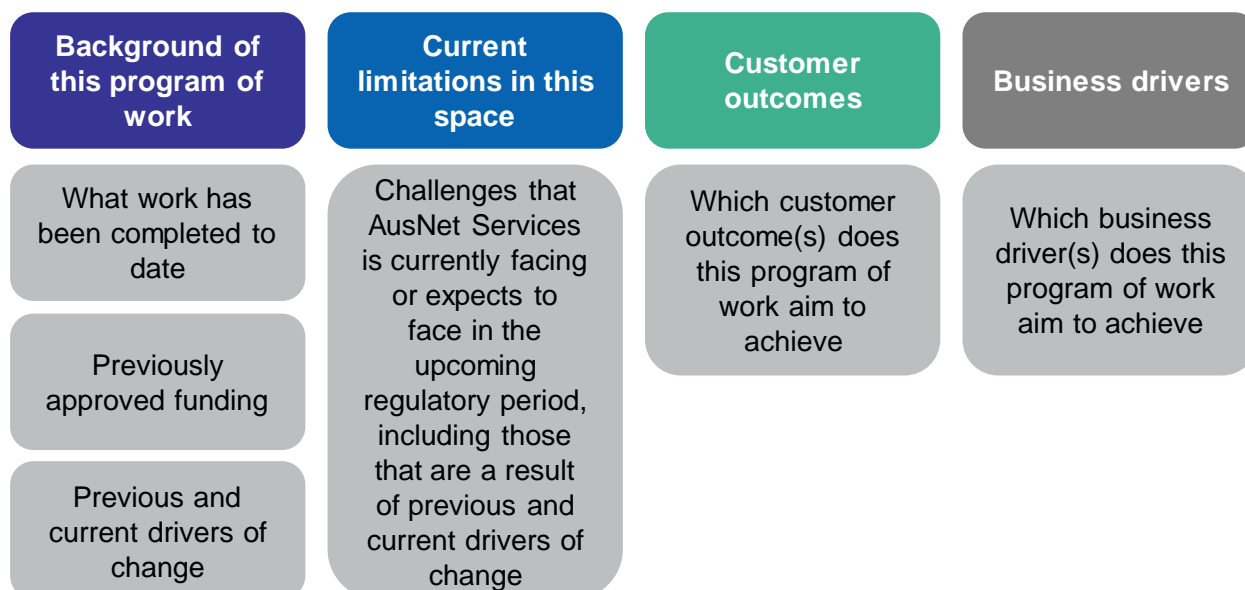 Background of
this program of
work
Current
limitations in this
space
Customer
outcomes
Business drivers
What work has
been completed to
date
Previously
approved funding
Previous and
current drivers of
change
Challenges that
AusNet Services
is currently facing
or expects to
face in the
upcoming
regulatory period,
including those
that are a result
of previous and
current drivers of
change
Which customer
outcome(s) does
this program of
work aim to
achieve
Which business
driver(s) does this
program of work
aim to achieve